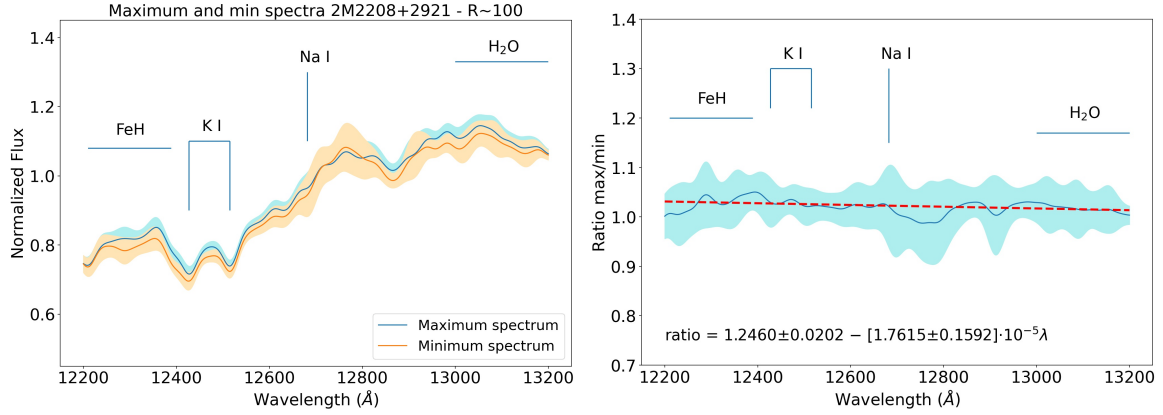 Maximum and min spectra 2M2208+2921 - R~100
1.4
1.2
1.0
0.8
0.6
Normalized Flux
FeH
K I
Na I
H₂O
Maximum spectrum
Minimum spectrum
12200 12400 12600 12800 13000 13200
Wavelength (Å)
1.4
1.3
1.2
1.1
1.0
0.9
0.8
0.7
Ratio max/min
FeH
K I
Na I
H₂O
ratio = 1.2460±0.0202 − [1.7615±0.1592]·10⁻⁵λ
12200 12400 12600 12800 13000 13200
Wavelength (Å)